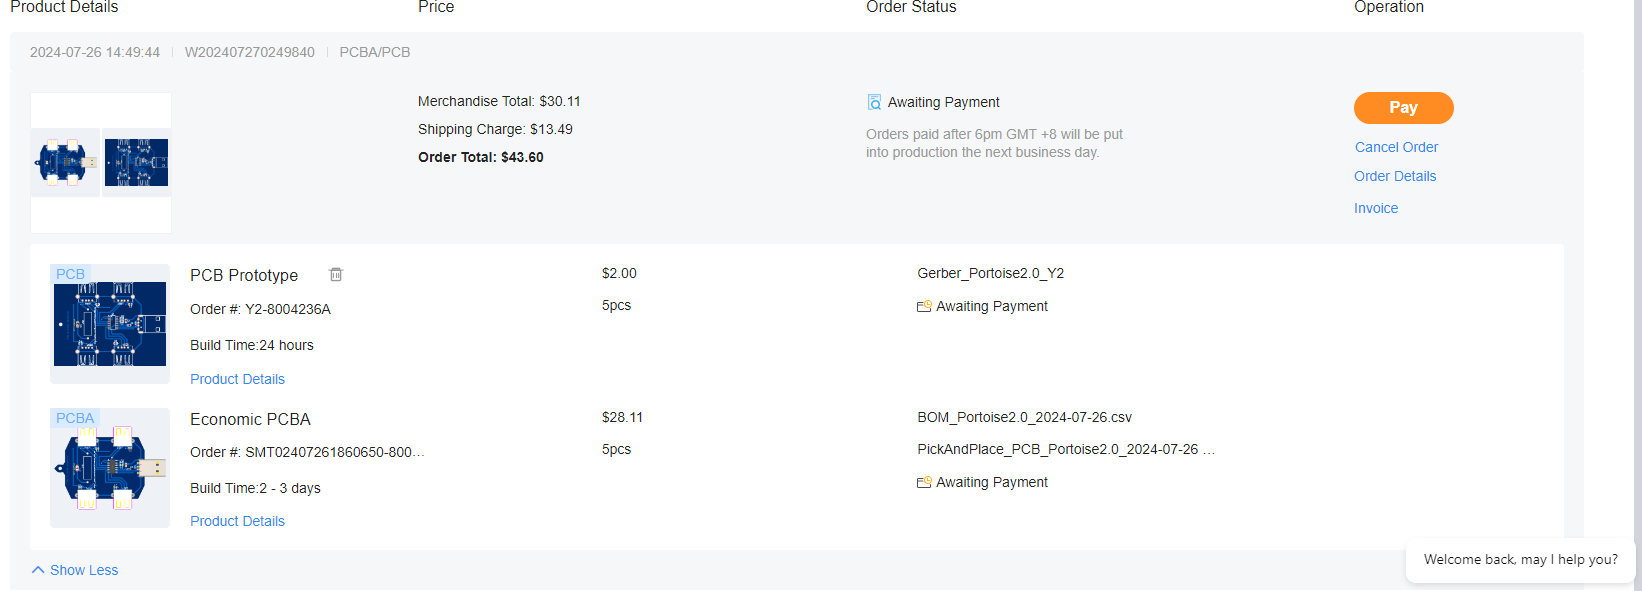 Product Details
Price
Order Status
Operation
2024-07-26 14:49:44
W202407270249840
PCBA/PCB
Merchandise Total: $30.11
Shipping Charge: $13.49
Order Total: $43.60
Awaiting Payment
Orders paid after 6pm GMT +8 will be put
into production the next business day.
Pay
Cancel Order
Order Details
Invoice
PCB
PCB Prototype
Order #: Y2-8004236A
Build Time:24 hours
Product Details
$2.00
5pcs
Gerber_Portoise2.0_Y2
Awaiting Payment
PCBA
Economic PCBA
Order #: SMT02407261860650-800...
Build Time:2 - 3 days
Product Details
$28.11
5pcs
BOM_Portoise2.0_2024-07-26.csv
PickAndPlace_PCB_Portoise2.0_2024-07-26 ...
Awaiting Payment
Show Less
Welcome back, may I help you?